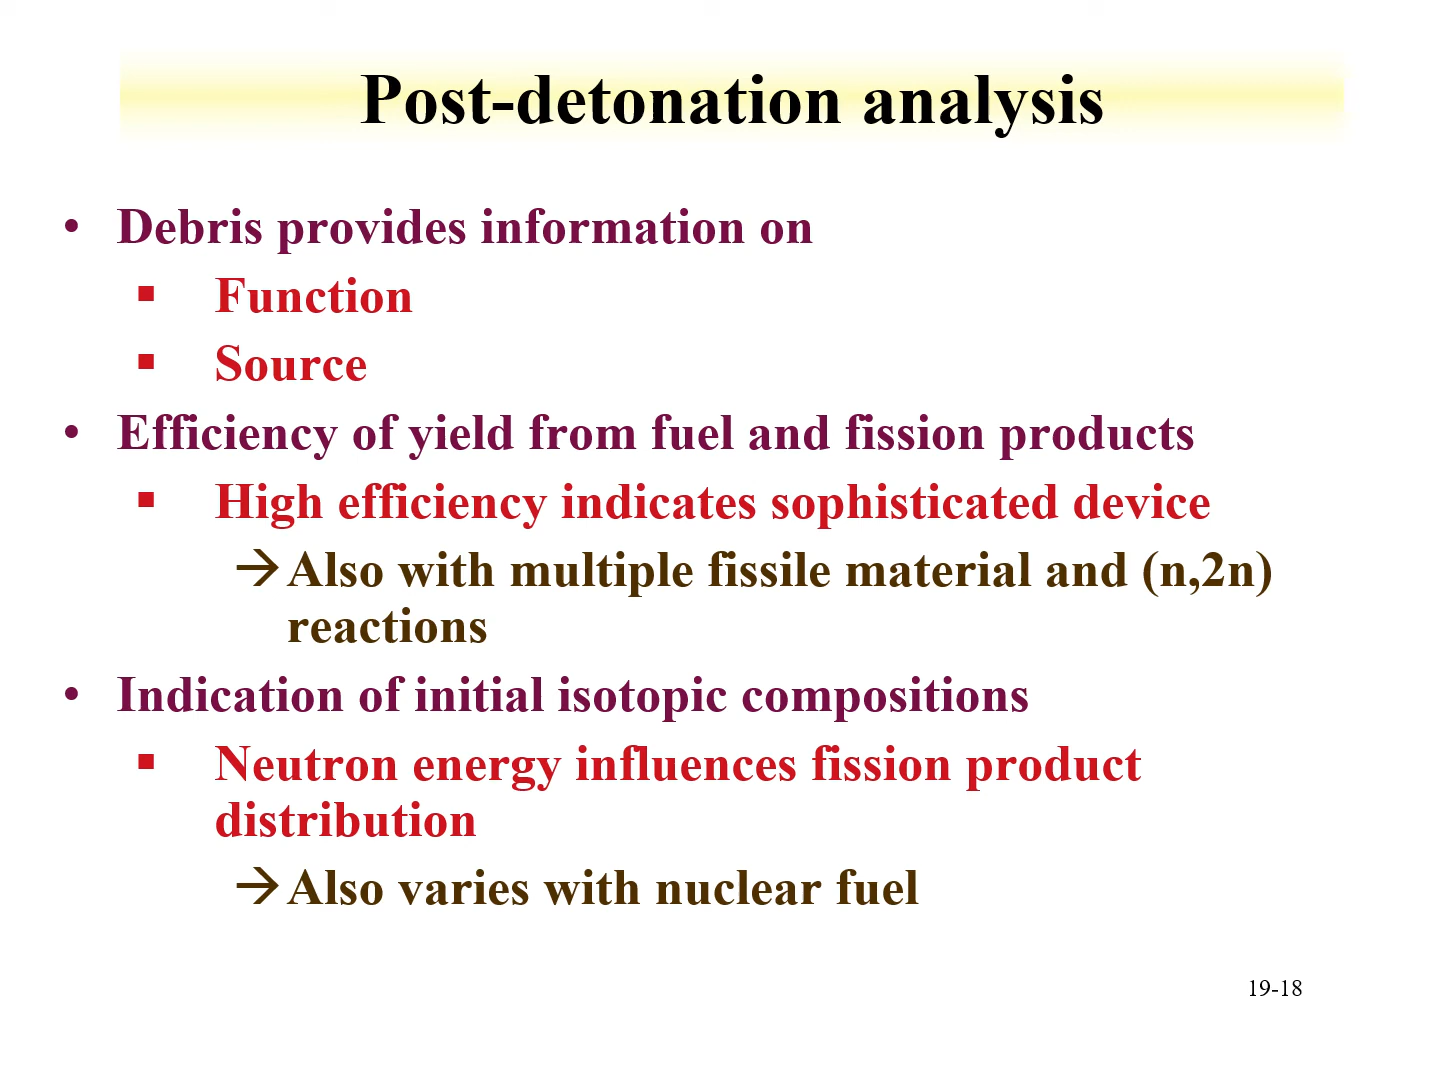 Post-detonation analysis
• Debris provides information on
▪ Function
▪ Source
• Efficiency of yield from fuel and fission products
▪ High efficiency indicates sophisticated device
→Also with multiple fissile material and (n,2n)
reactions
• Indication of initial isotopic compositions
▪ Neutron energy influences fission product
distribution
→Also varies with nuclear fuel
19-18